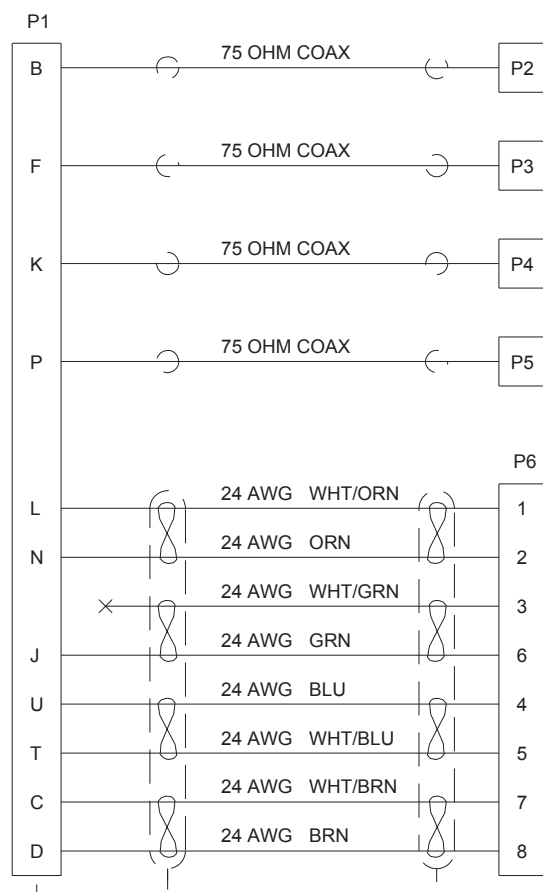 P1
B 75 OHM COAX P2
F 75 OHM COAX P3
K 75 OHM COAX P4
P 75 OHM COAX P5
P6
L 24 AWG WHT/ORN 1
N 24 AWG ORN 2
24 AWG WHT/GRN 3
J 24 AWG GRN 6
U 24 AWG BLU 4
T 24 AWG WHT/BLU 5
C 24 AWG WHT/BRN 7
D 24 AWG BRN 8